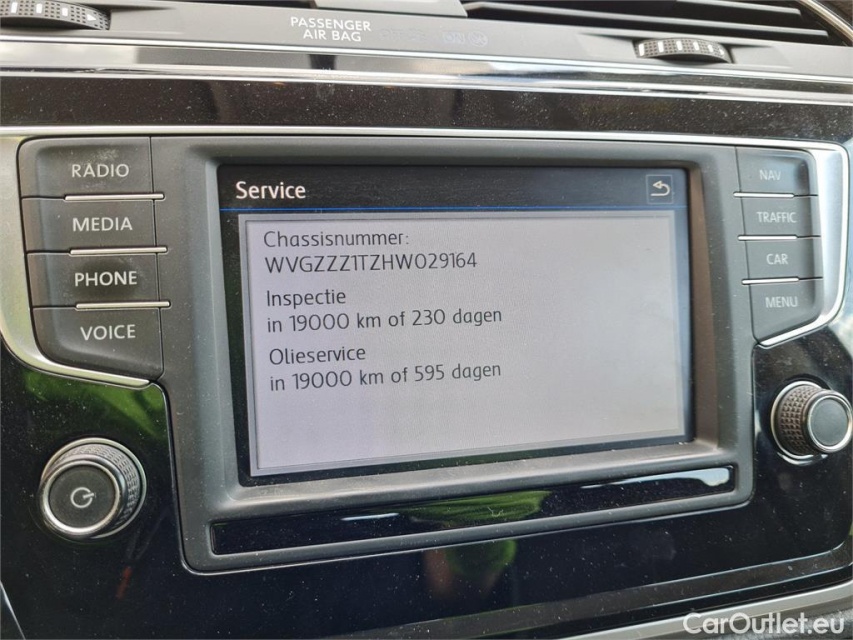 PASSENGER
AIR BAG
RADIO
MEDIA
PHONE
VOICE
Service
Chassisnummer:
WVGZZZ1TZHW029164
Inspectie
in 19000 km of 230 dagen
Olieservice
in 19000 km of 595 dagen
NAV
TRAFFIC
CAR
MENU
CarOutlet.eu